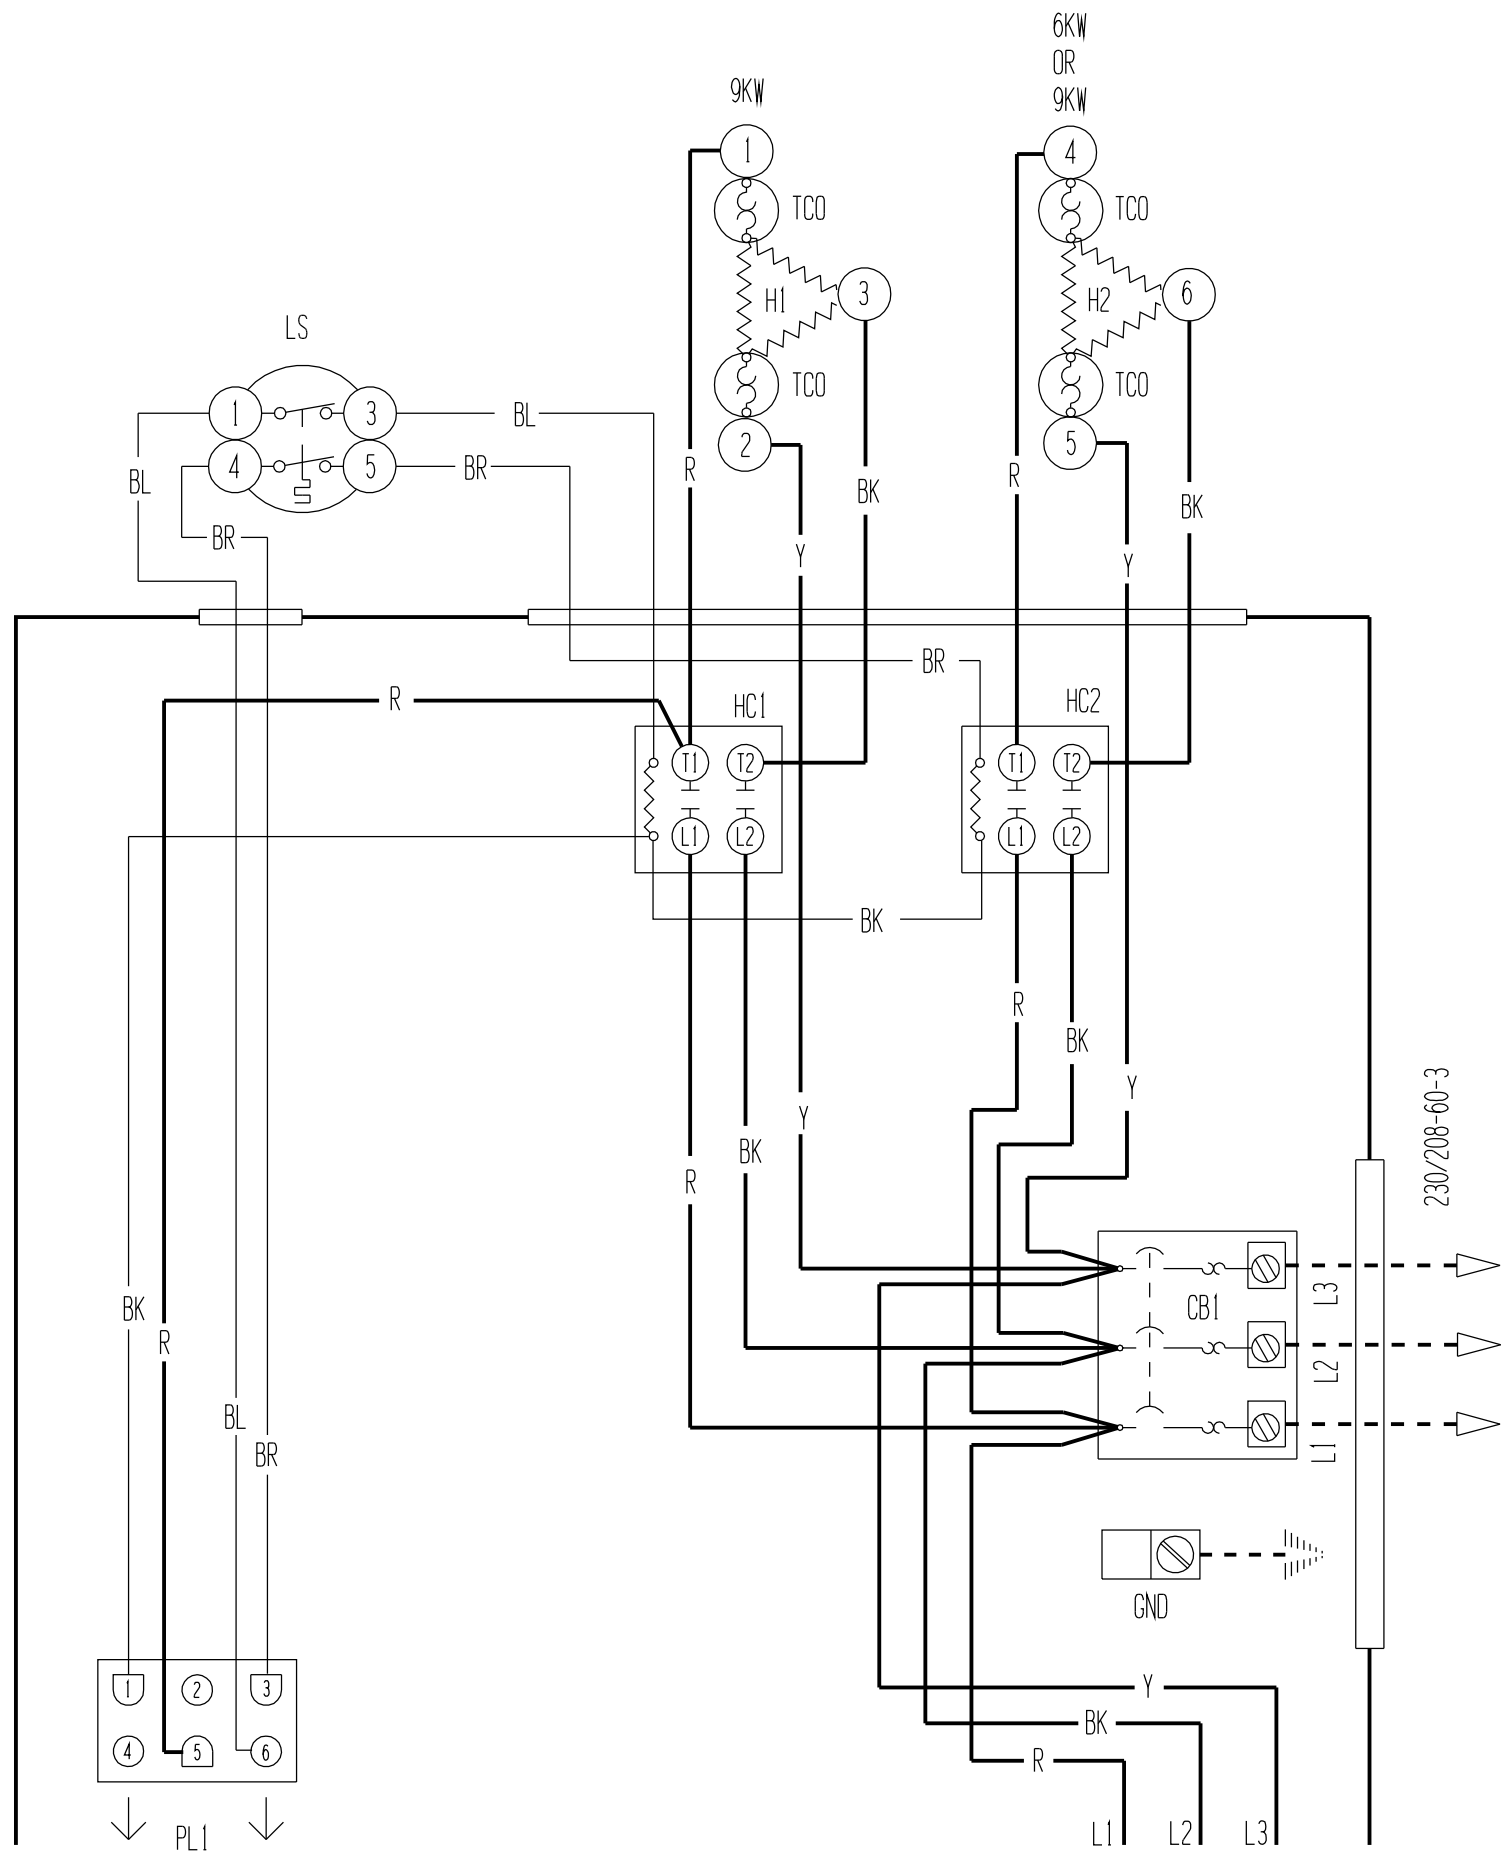 6KW
OR
9KW
9KW
1
4
TCO
TCO
H1
3
H2
6
LS
TCO
TCO
1
3
BL
2
5
4
5
BR
R
R
BL
BK
BK
BR
Y
Y
BR
R
HC1
HC2
T1
T2
T1
T2
L1
L2
L1
L2
BK
R
BK
Y
Y
BK
R
230/208-60-3
BK
R
CB1
L3
L2
BL
BR
L1
GND
1
2
3
Y
BK
4
5
6
R
PL1
L1
L2
L3